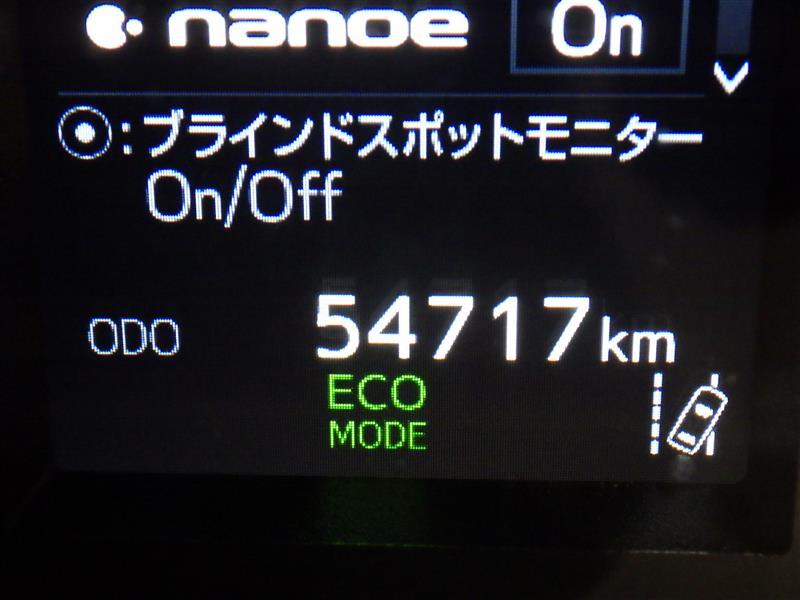 nanoe On
:ブラインドスポットモニター
On/Off
ODO 54717km
ECO
MODE